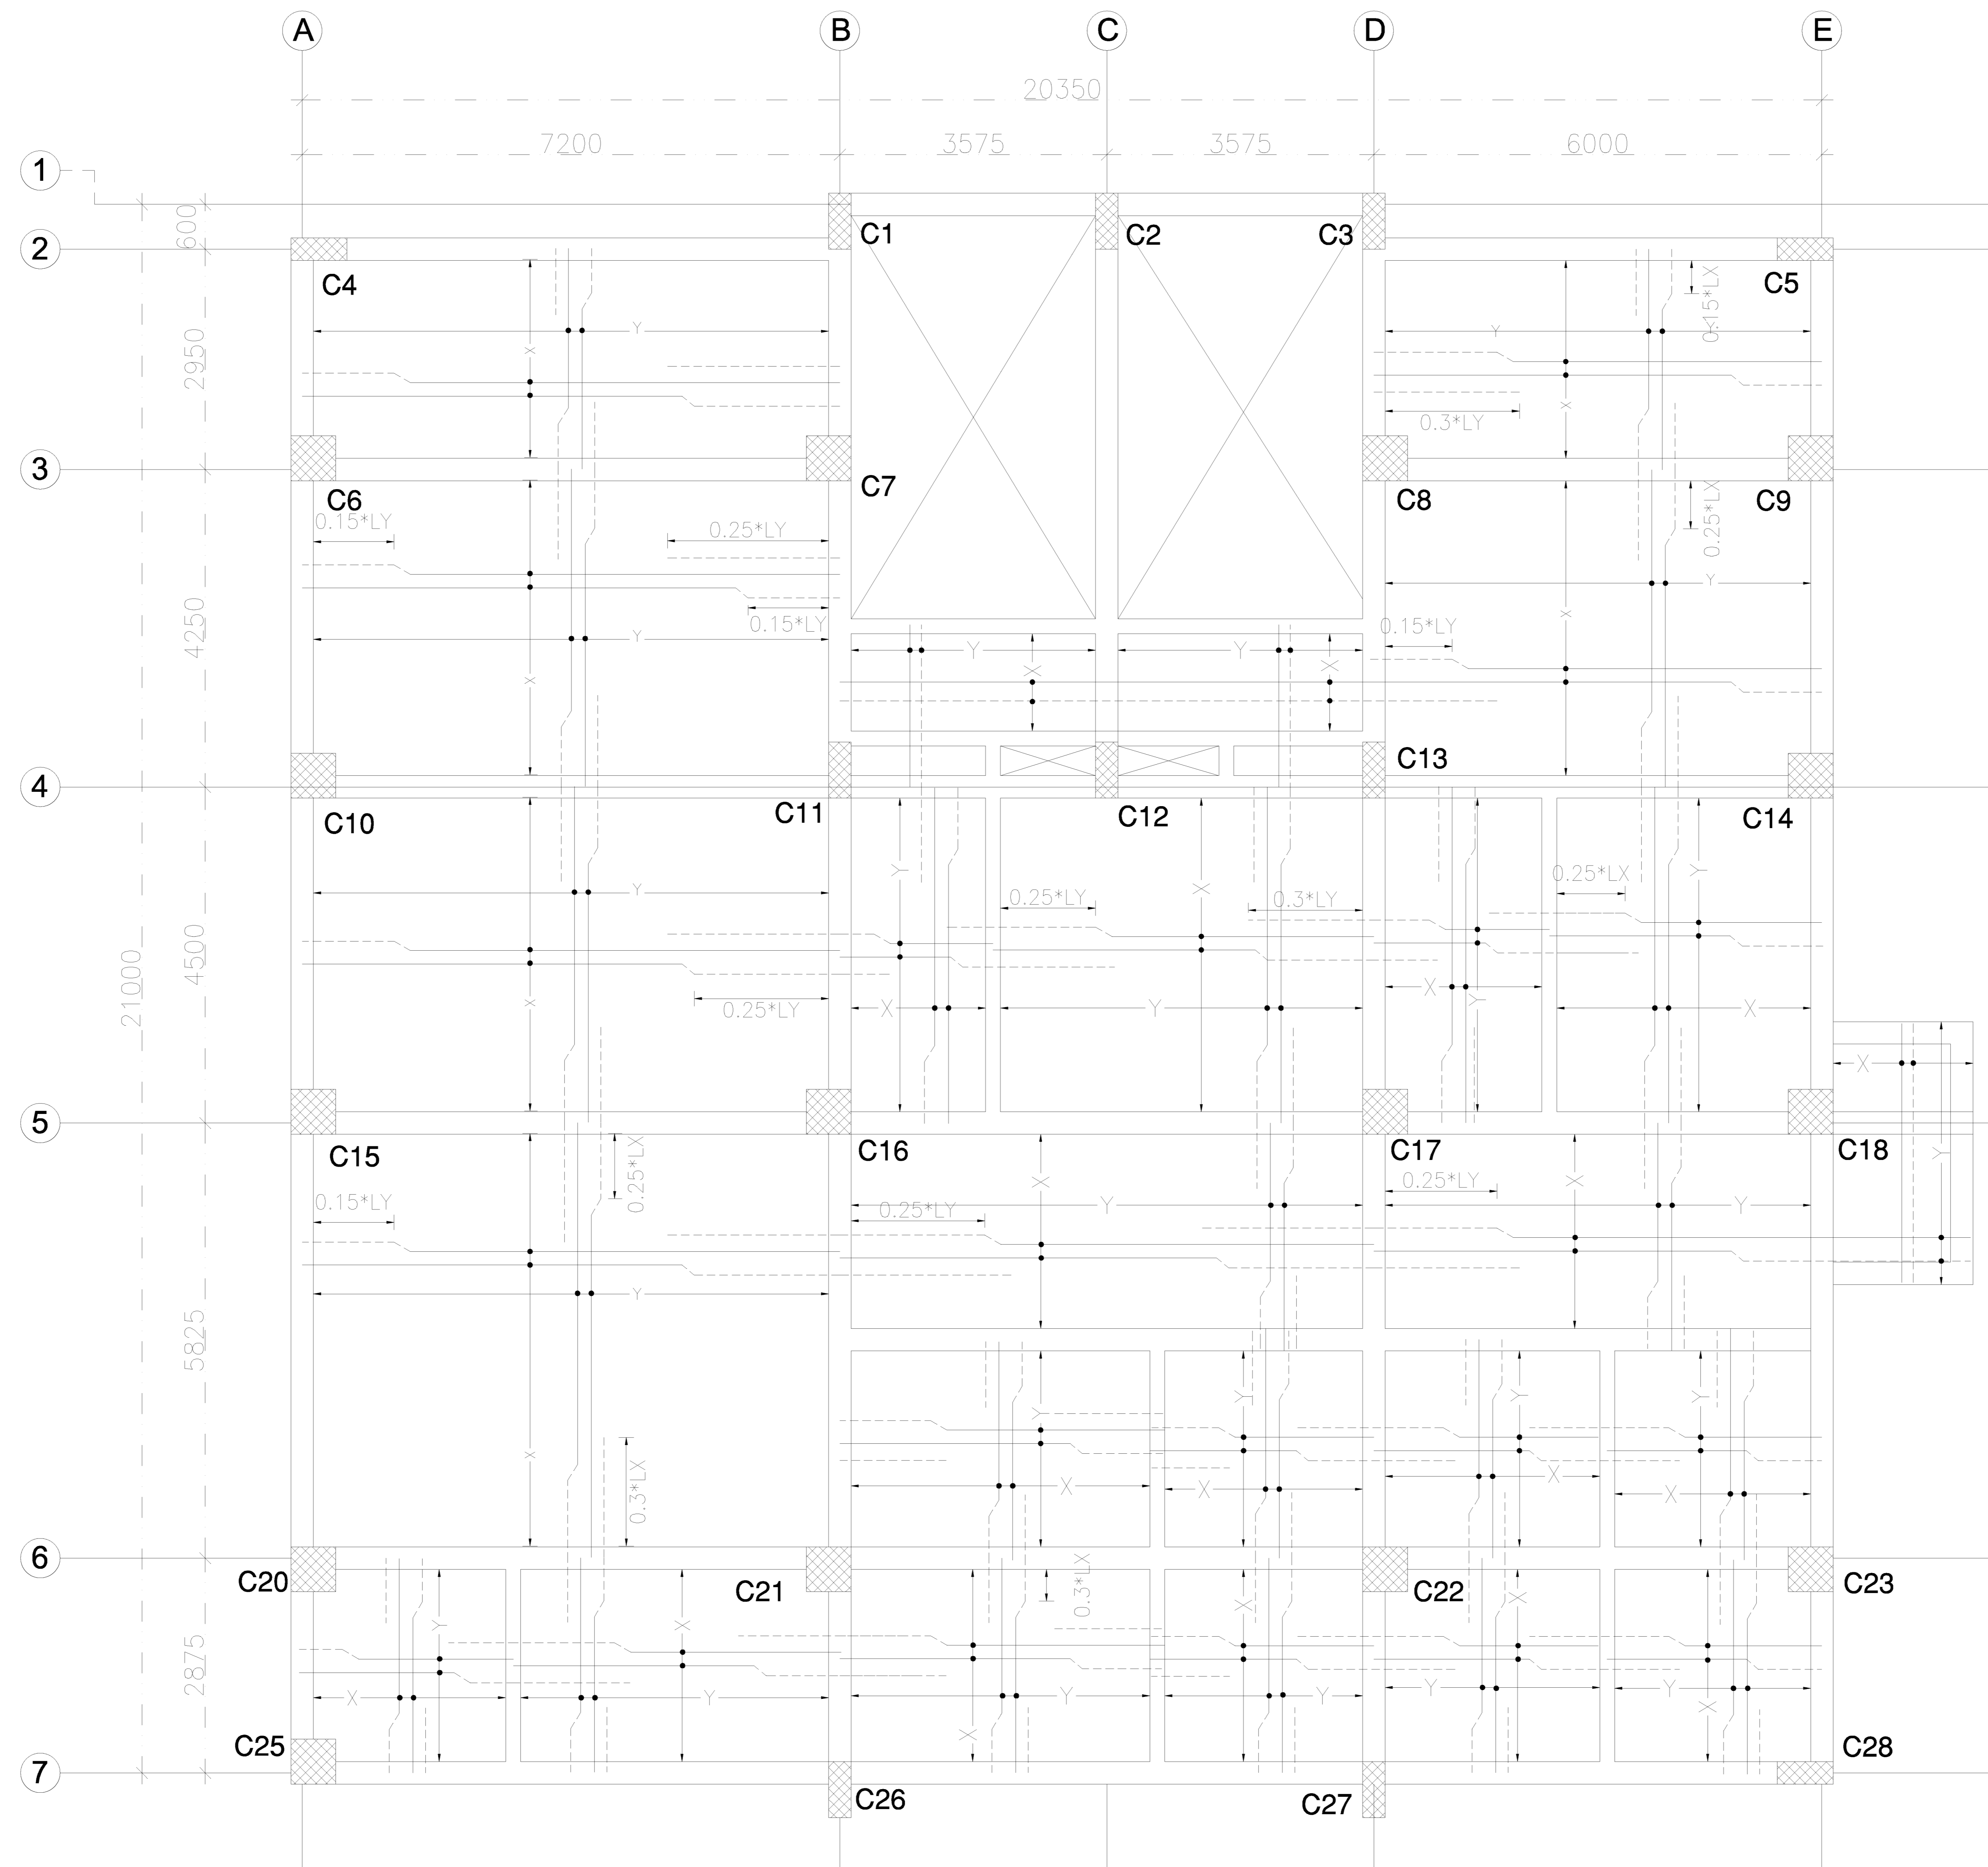 A B C D E
20350
7200 3575 3575 6000
1
600
2
C1 C2 C3
C4 C5
0.15*LX
Y Y Y
2950
X X
0.3*LY
3
C6 C7 C8 C9
0.15*LY 0.25*LY 0.25*LX
Y
4250
0.15*LY 0.15*LY
Y Y Y
X X X X
4
C13
C10 C11 C12 C14
Y X Y Y
0.25*LX
Y
0.25*LY 0.3*LY
21000
4500
X
0.25*LY
X Y X Y X
X
5
C15 C16 C17 C18
0.25*LX
X X Y
0.15*LY 0.25*LY
Y Y
0.25*LY
Y
5825
Y Y Y
Y
X
X X X X
0.3*LX
6
C20 C21 C22 C23
0.3*LX
Y X X X
2875
X Y Y Y Y Y
X X
C25 C28
7
C26 C27